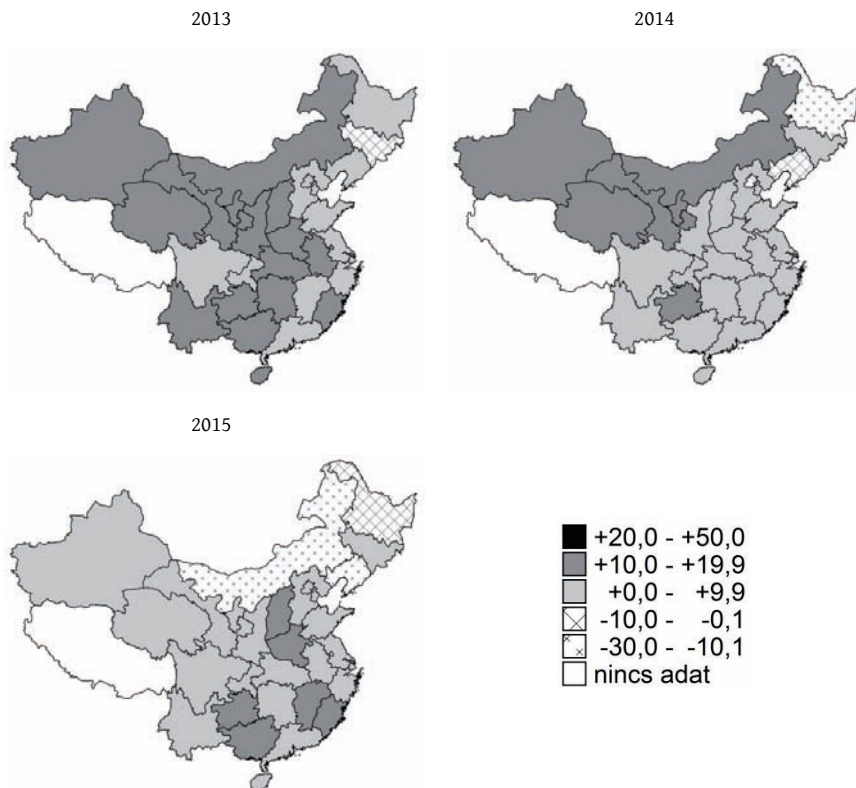 2013
2014
2015
+20,0 - +50,0
+10,0 - +19,9
+0,0 - +9,9
-10,0 - -0,1
-30,0 - -10,1
nincs adat